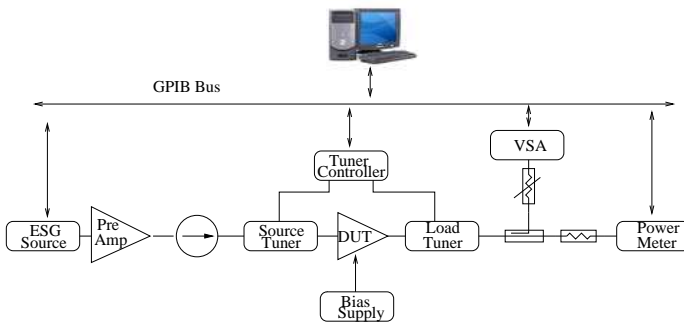 GPIB Bus
VSA
Tuner
Controller
ESG
Source
Pre
Amp
Source
Tuner
DUT
Load
Tuner
Power
Meter
Bias
Supply